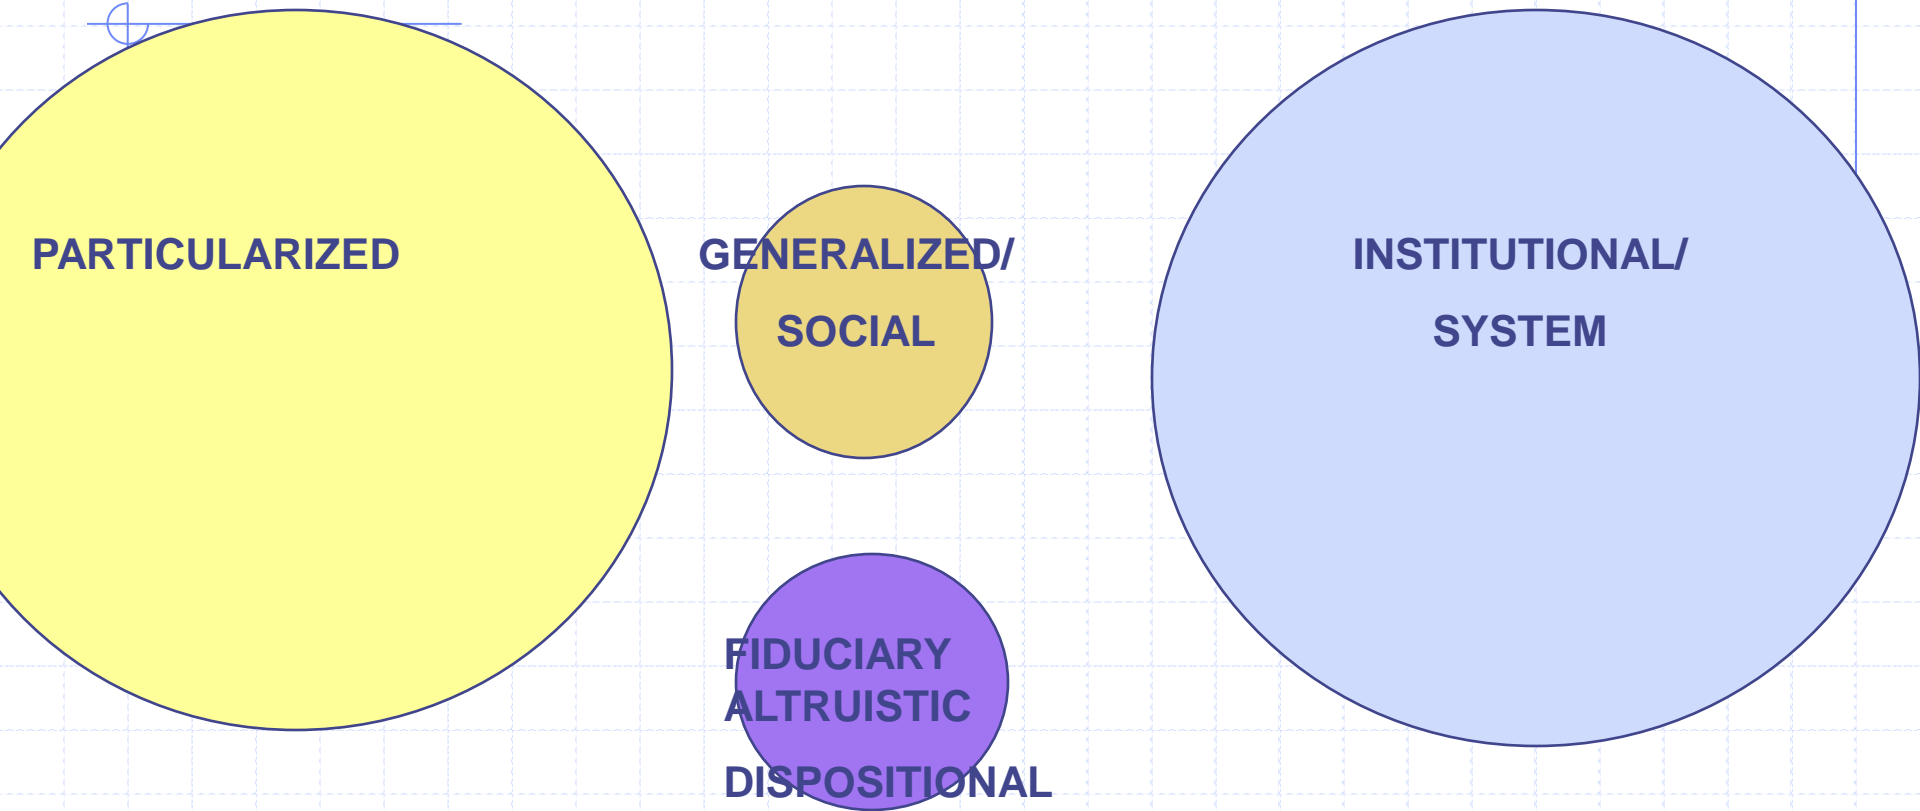 PARTICULARIZED
GENERALIZED/
SOCIAL
INSTITUTIONAL/
SYSTEM
FIDUCIARY
ALTRUISTIC
DISPOSITIONAL